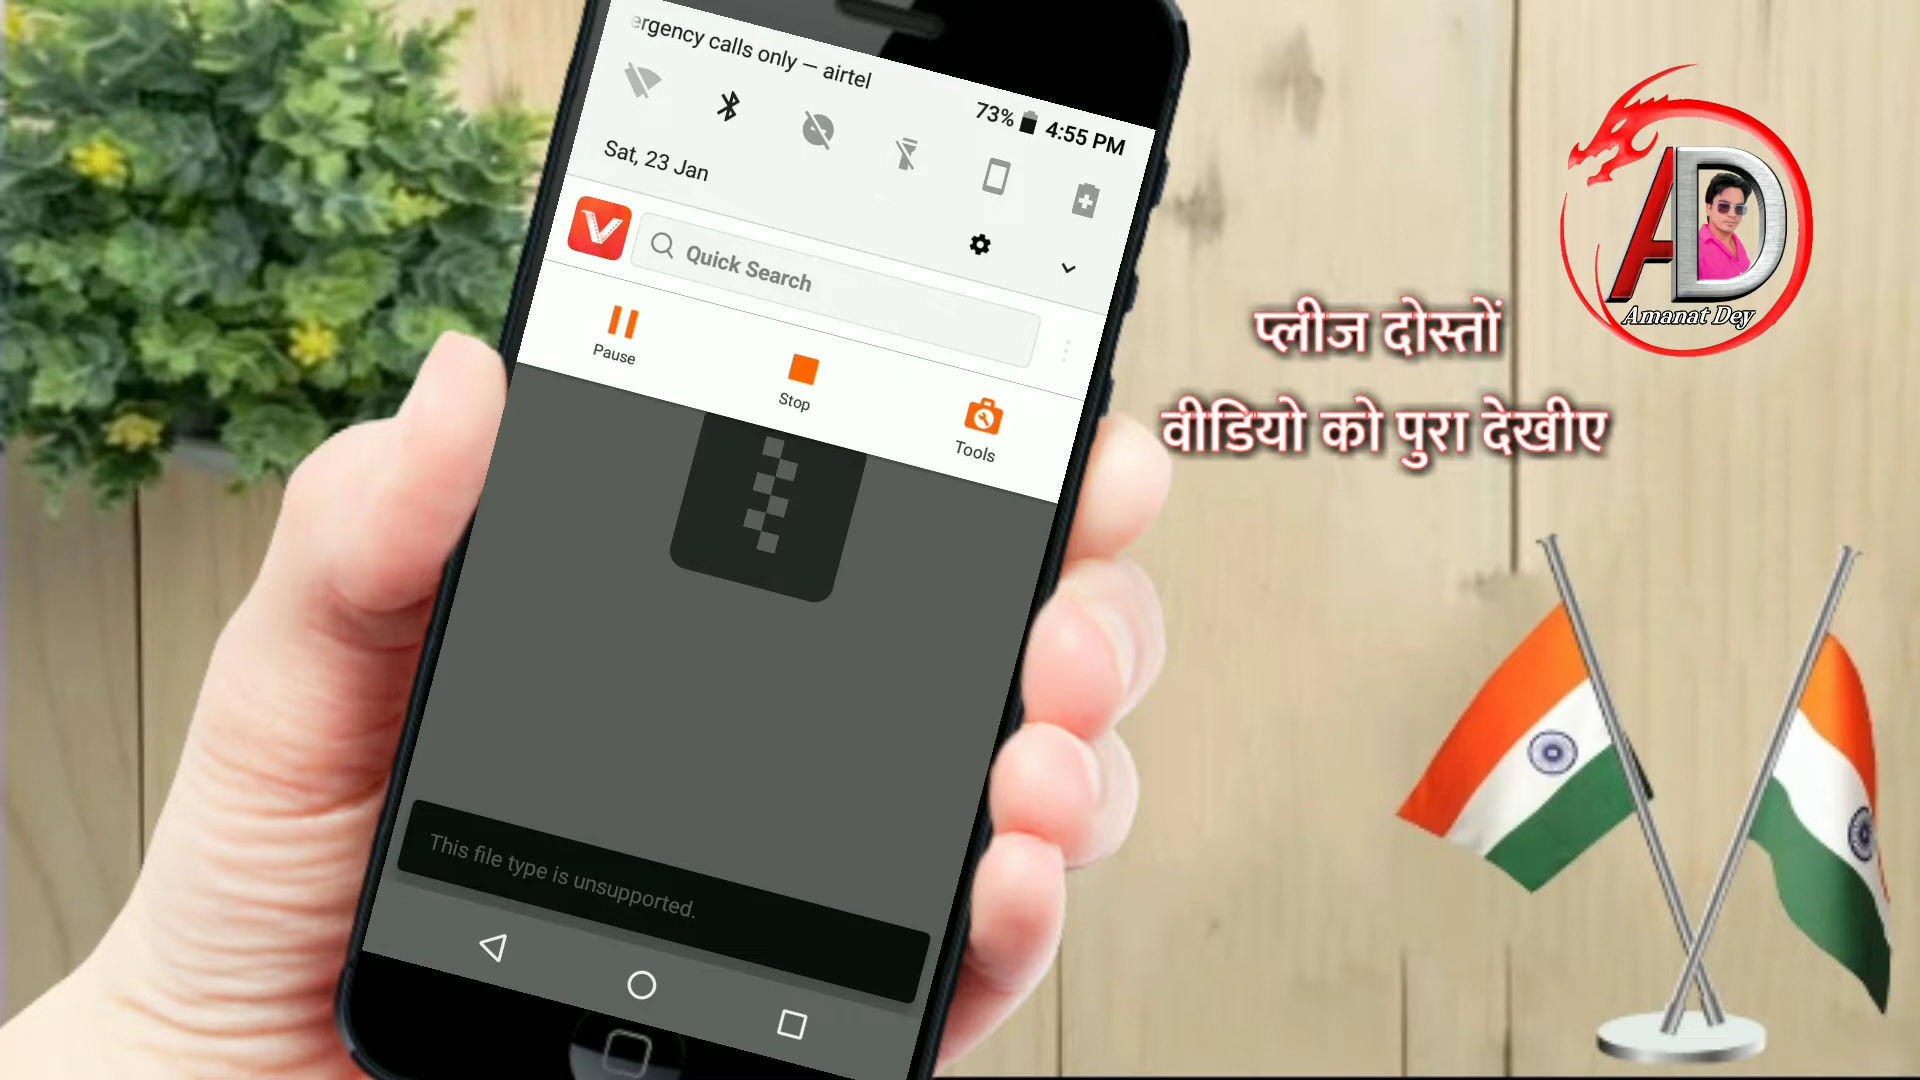 ergency calls only — airtel
73% 4:55 PM
Sat, 23 Jan
Quick Search
Pause
Stop
Tools
This file type is unsupported.
प्लीज दोस्तों
वीडियो को पुरा देखीए
AD
Amanat Dey